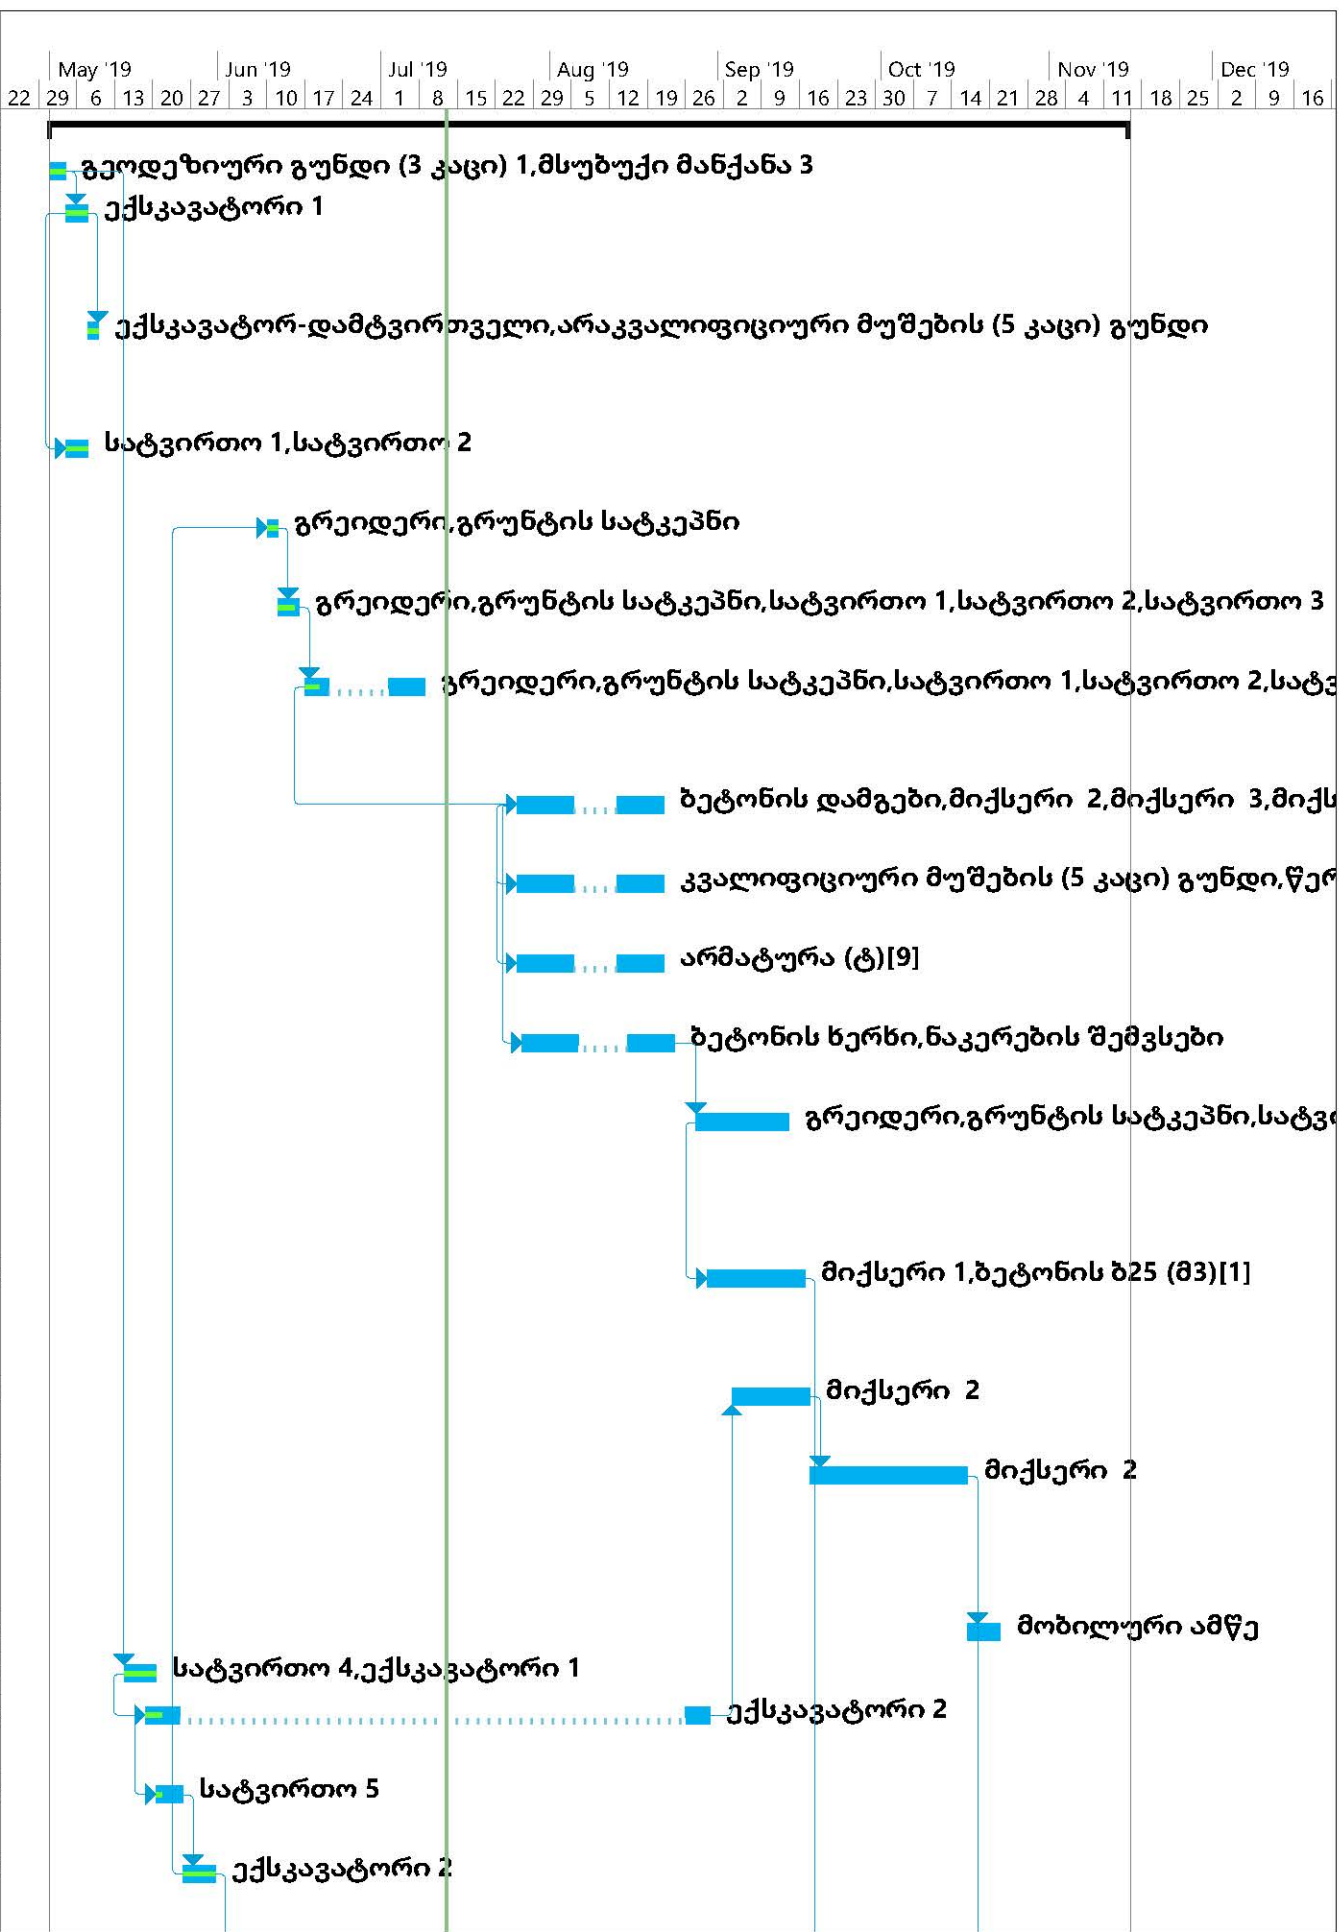 May '19 Jun '19 Jul '19 Aug '19 Sep '19 Oct '19 Nov '19 Dec '19
22 29 6 13 20 27 3 10 17 24 1 8 15 22 29 5 12 19 26 2 9 16 23 30 7 14 21 28 4 11 18 25 2 9 16
გეოდეზიური გუნდი (3 კაცი) 1,მსუბუქი მანქანა 3
ექსკავატორი 1
ექსკავატორ-დამტვირთველი,არაკვალიფიციური მუშების (5 კაცი) გუნდი
სატვირთო 1,სატვირთო 2
გრეიდერი,გრუნტის სატკეპნი
გრეიდერი,გრუნტის სატკეპნი,სატვირთო 1,სატვირთო 2,სატვირთო 3
გრეიდერი,გრუნტის სატკეპნი,სატვირთო 1,სატვირთო 2,სატვ
ბეტონის დამგები,მიქსერი 2,მიქსერი 3,მიქს
კვალიფიციური მუშების (5 კაცი) გუნდი,წერ
არმატურა (ტ)[9]
ბეტონის ხერხი,ნაკერების შემვსები
გრეიდერი,გრუნტის სატკეპნი,სატვი
მიქსერი 1,ბეტონის ბ25 (მ3)[1]
მიქსერი 2
მიქსერი 2
მობილური ამწე
სატვირთო 4,ექსკავატორი 1
ექსკავატორი 2
სატვირთო 5
ექსკავატორი 2